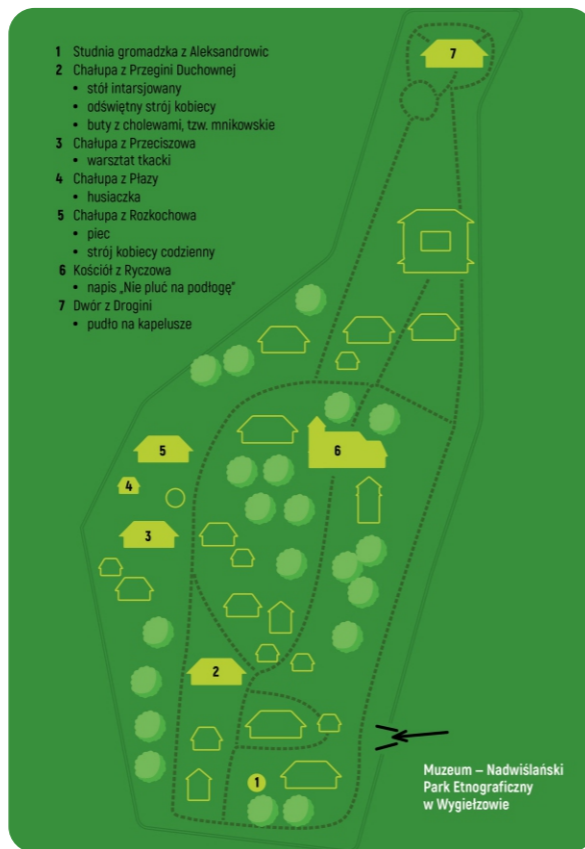 1 Studnia gromadzka z Aleksandrowic
2 Chałupa z Przegini Duchownej
• stół intarsjowany
• odświętny strój kobiecy
• buty z cholewami, tzw. mnikowskie
3 Chałupa z Przeciszowa
• warsztat tkacki
4 Chałupa z Płazy
• husiaczka
5 Chałupa z Rozkochowa
• piec
• strój kobiecy codzienny
6 Kościół z Ryczowa
• napis „Nie pluć na podłogę"
7 Dwór z Drogini
• pudło na kapelusze
7
6
5
4
3
2
1
Muzeum – Nadwiślański
Park Etnograficzny
w Wygiełzowie